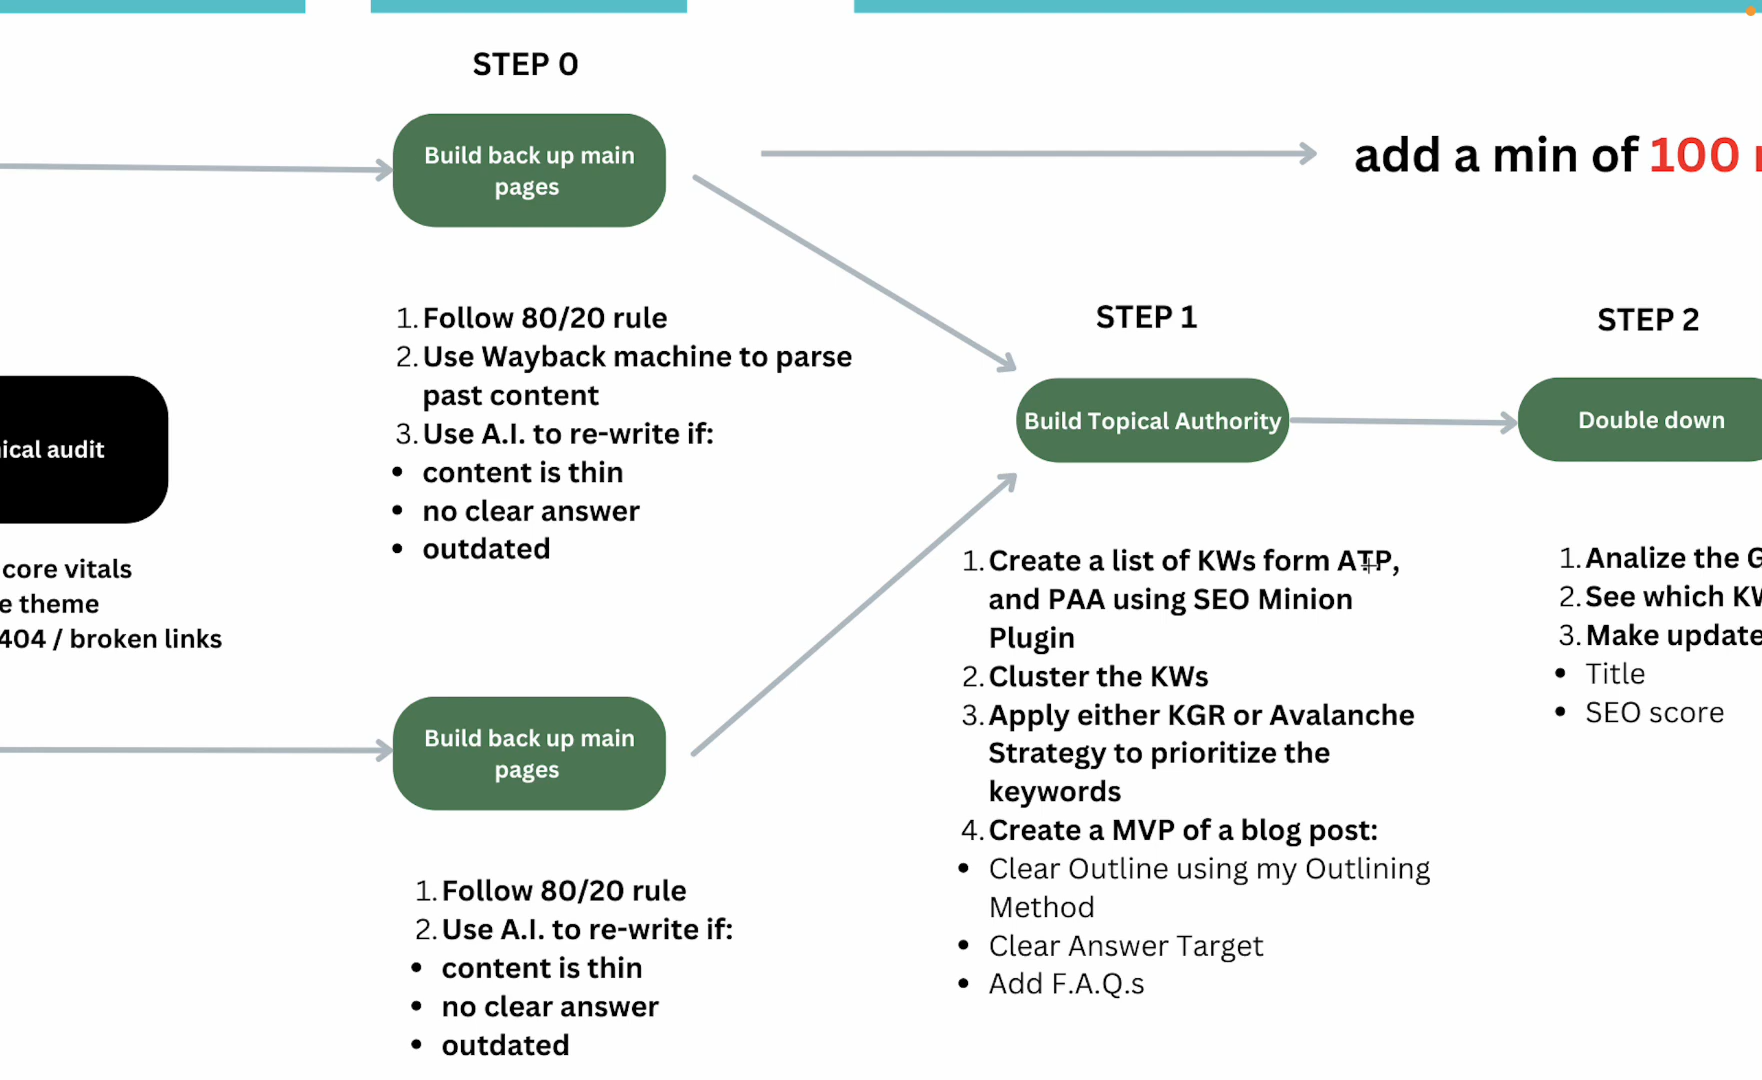 STEP 0
Build back up main
pages
add a min of 100
1. Follow 80/20 rule
2. Use Wayback machine to parse
past content
3. Use A.I. to re-write if:
• content is thin
• no clear answer
• outdated
ical audit
core vitals
e theme
404 / broken links
Build back up main
pages
1. Follow 80/20 rule
2. Use A.I. to re-write if:
• content is thin
• no clear answer
• outdated
STEP 1
Build Topical Authority
1. Create a list of KWs form ATP,
and PAA using SEO Minion
Plugin
2. Cluster the KWs
3. Apply either KGR or Avalanche
Strategy to prioritize the
keywords
4. Create a MVP of a blog post:
• Clear Outline using my Outlining
Method
• Clear Answer Target
• Add F.A.Q.s
STEP 2
Double down
1. Analize the G
2. See which KW
3. Make update
• Title
• SEO score